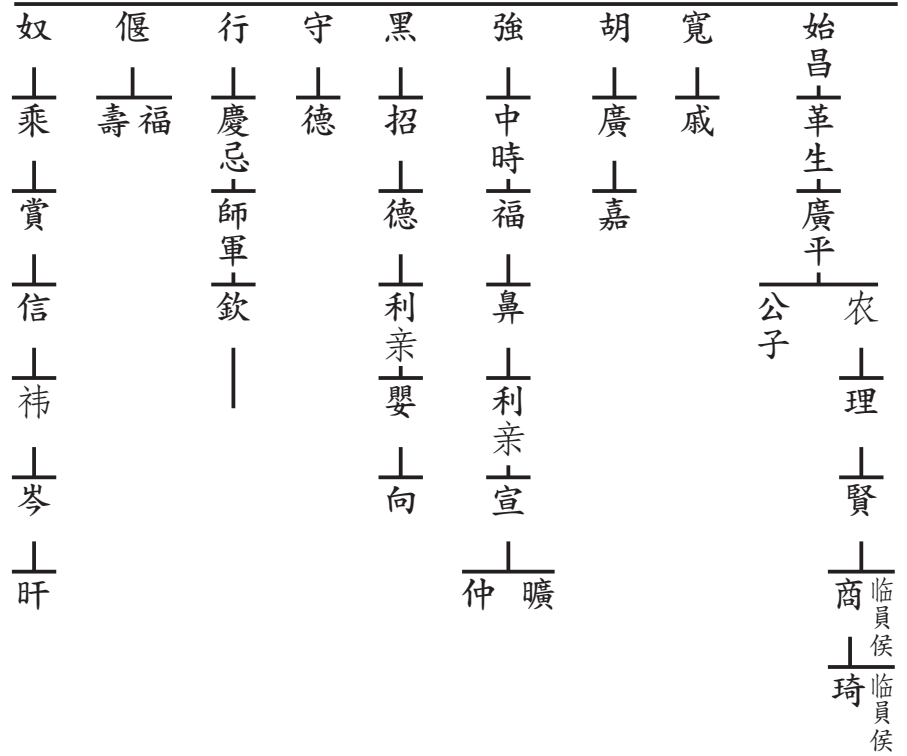 始昌
革生
廣平
农
公子
理
賢
商 临員侯
琦 临員侯
寬
戚
胡
廣
嘉
強
中時
福
鼻
利亲
宣
曠
仲
黑
招
德
利亲
嬰
向
守
德
行
慶忌
師軍
欽
偃
福
壽
奴
乘
賞
信
祎
岑
旰